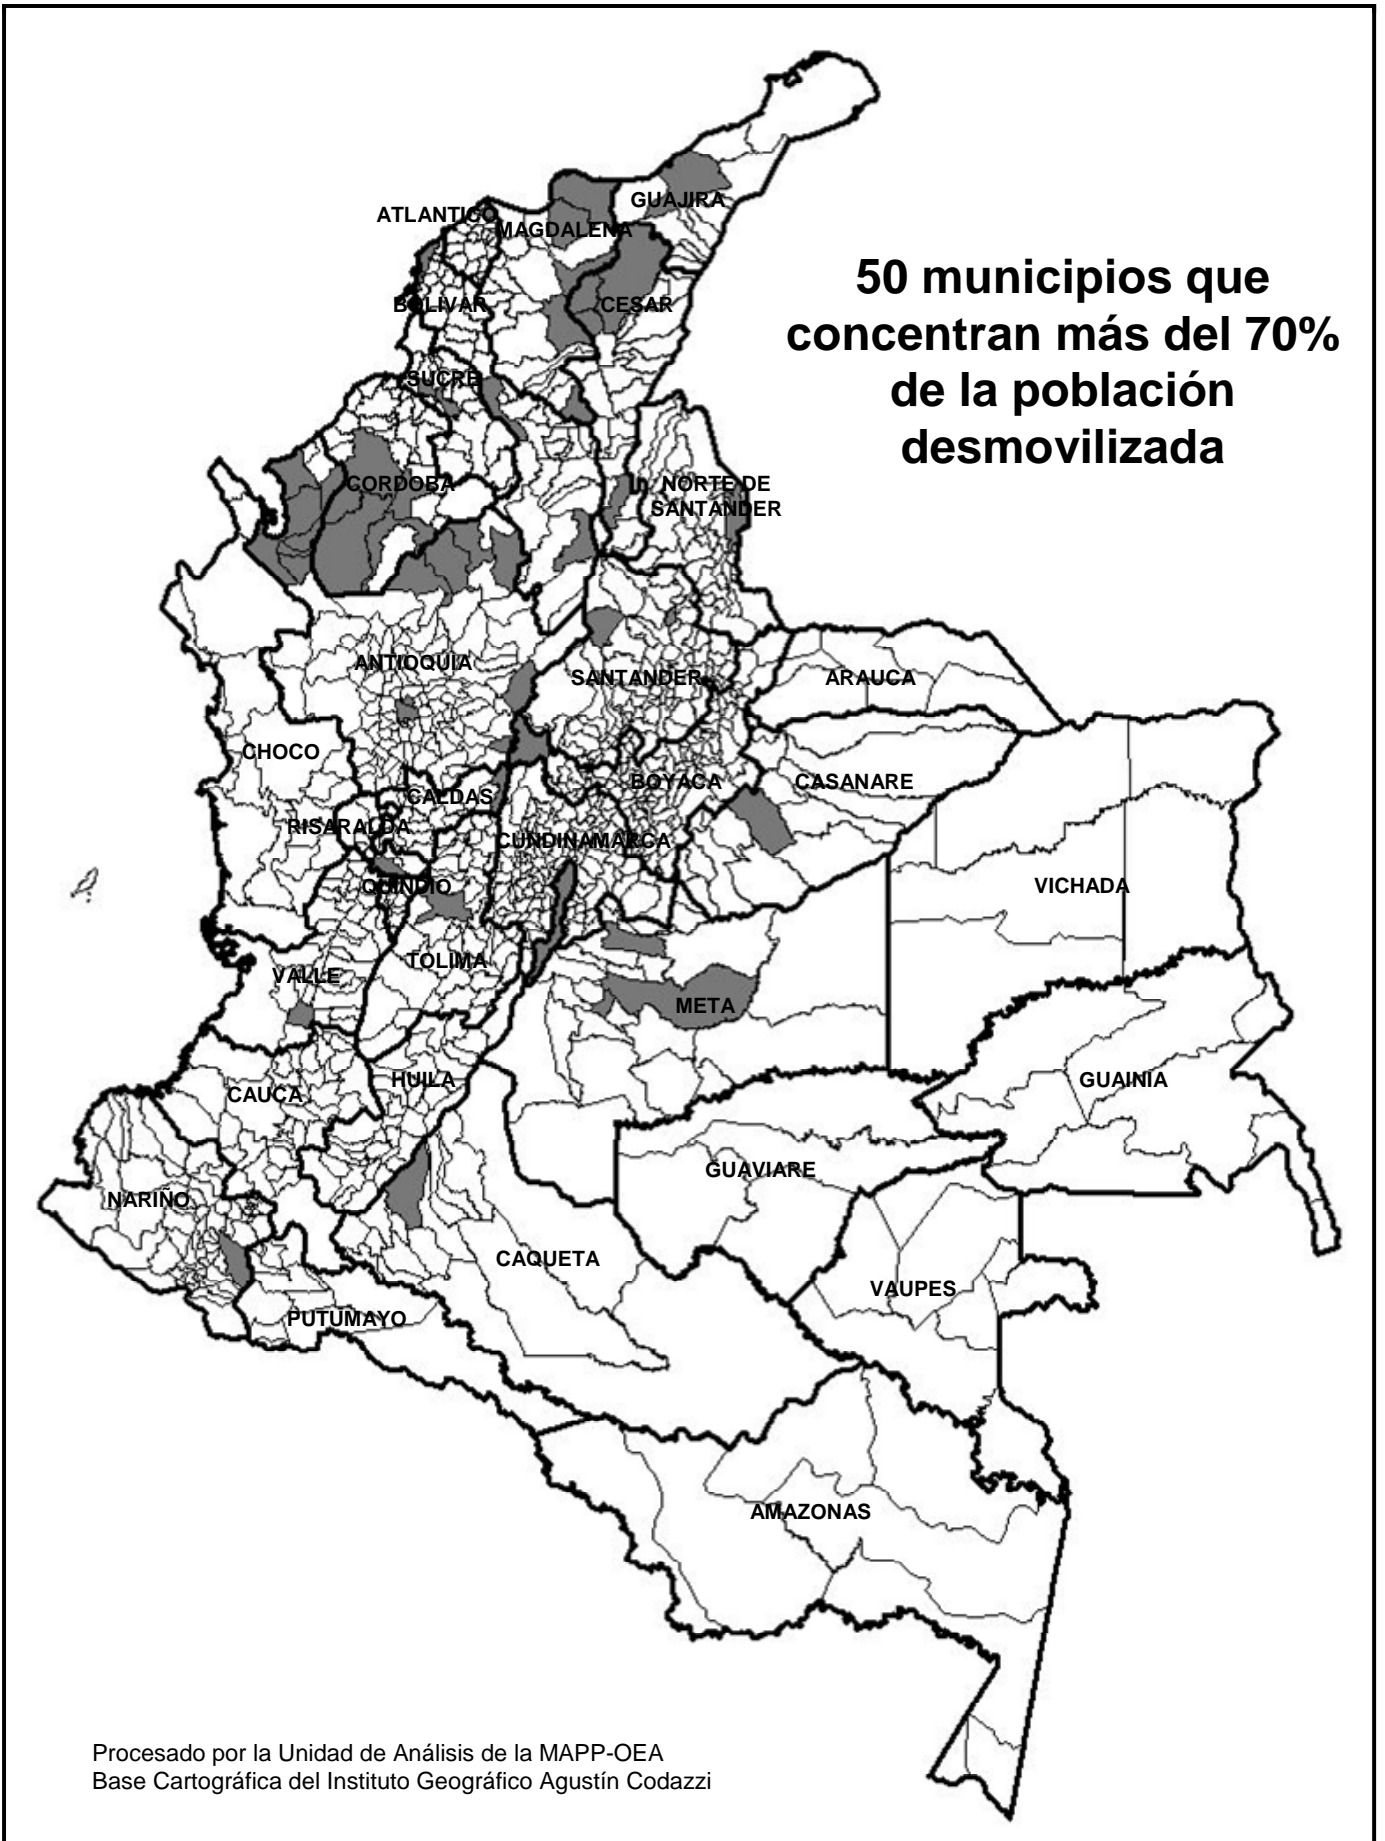 GUAJIRA
ATLANTICO
MAGDALENA
50 municipios que
concentran más del 70%
de la población
desmovilizada
BOLIVAR
CESAR
SUCRE
CORDOBA
NORTE DE
SANTANDER
ANTIOQUIA
SANTANDER
ARAUCA
CHOCO
BOYACA
CASANARE
CALDAS
RISARALDA
CUNDINAMARCA
QUINDIO
VICHADA
VALLE
TOLIMA
META
CAUCA
HUILA
GUAINIA
GUAVIARE
NARIÑO
CAQUETA
VAUPES
PUTUMAYO
AMAZONAS
Procesado por la Unidad de Análisis de la MAPP-OEA
Base Cartográfica del Instituto Geográfico Agustín Codazzi